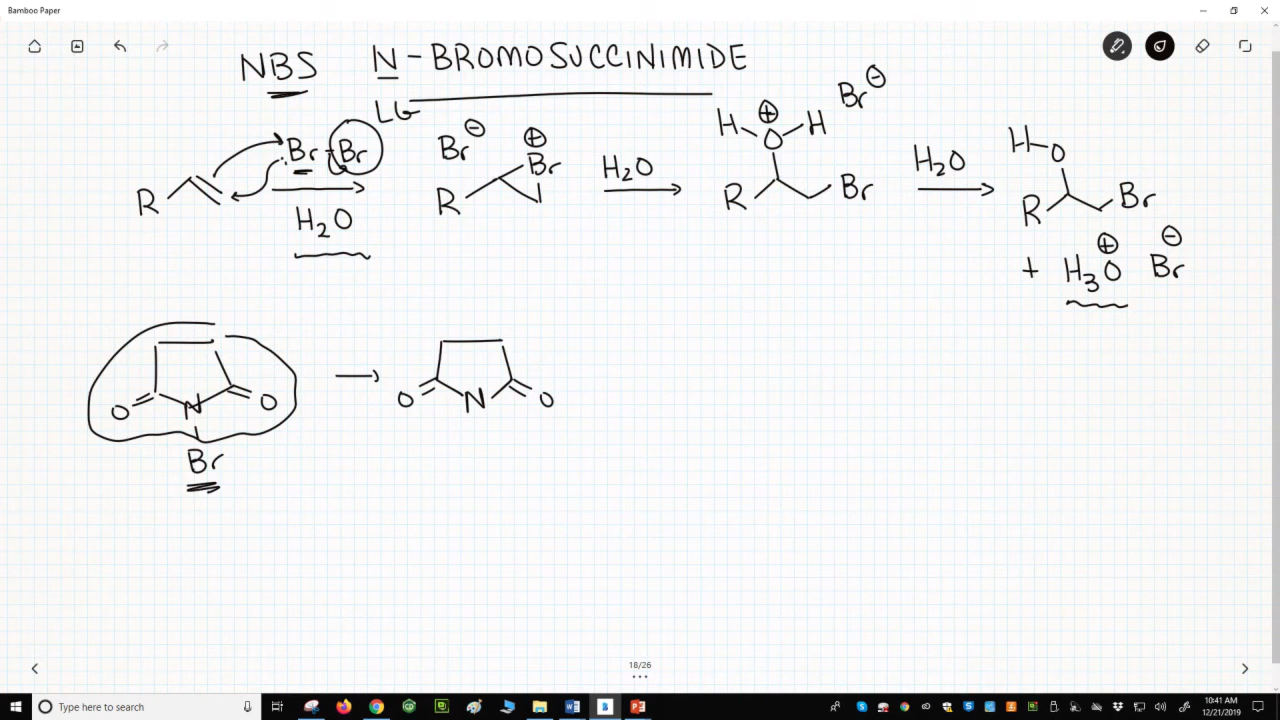 Bamboo Paper
NBS N-BROMOSUCCINIMIDE
LG
R Br-Br
H2O
Br⊖ Br⊕
R
H2O
H O⊕ H Br⊖
R Br
H2O
H-O
R Br
+ H3O⊕ Br⊖
O N O
Br
O N O
18/26
Type here to search
10:41 AM
12/21/2019